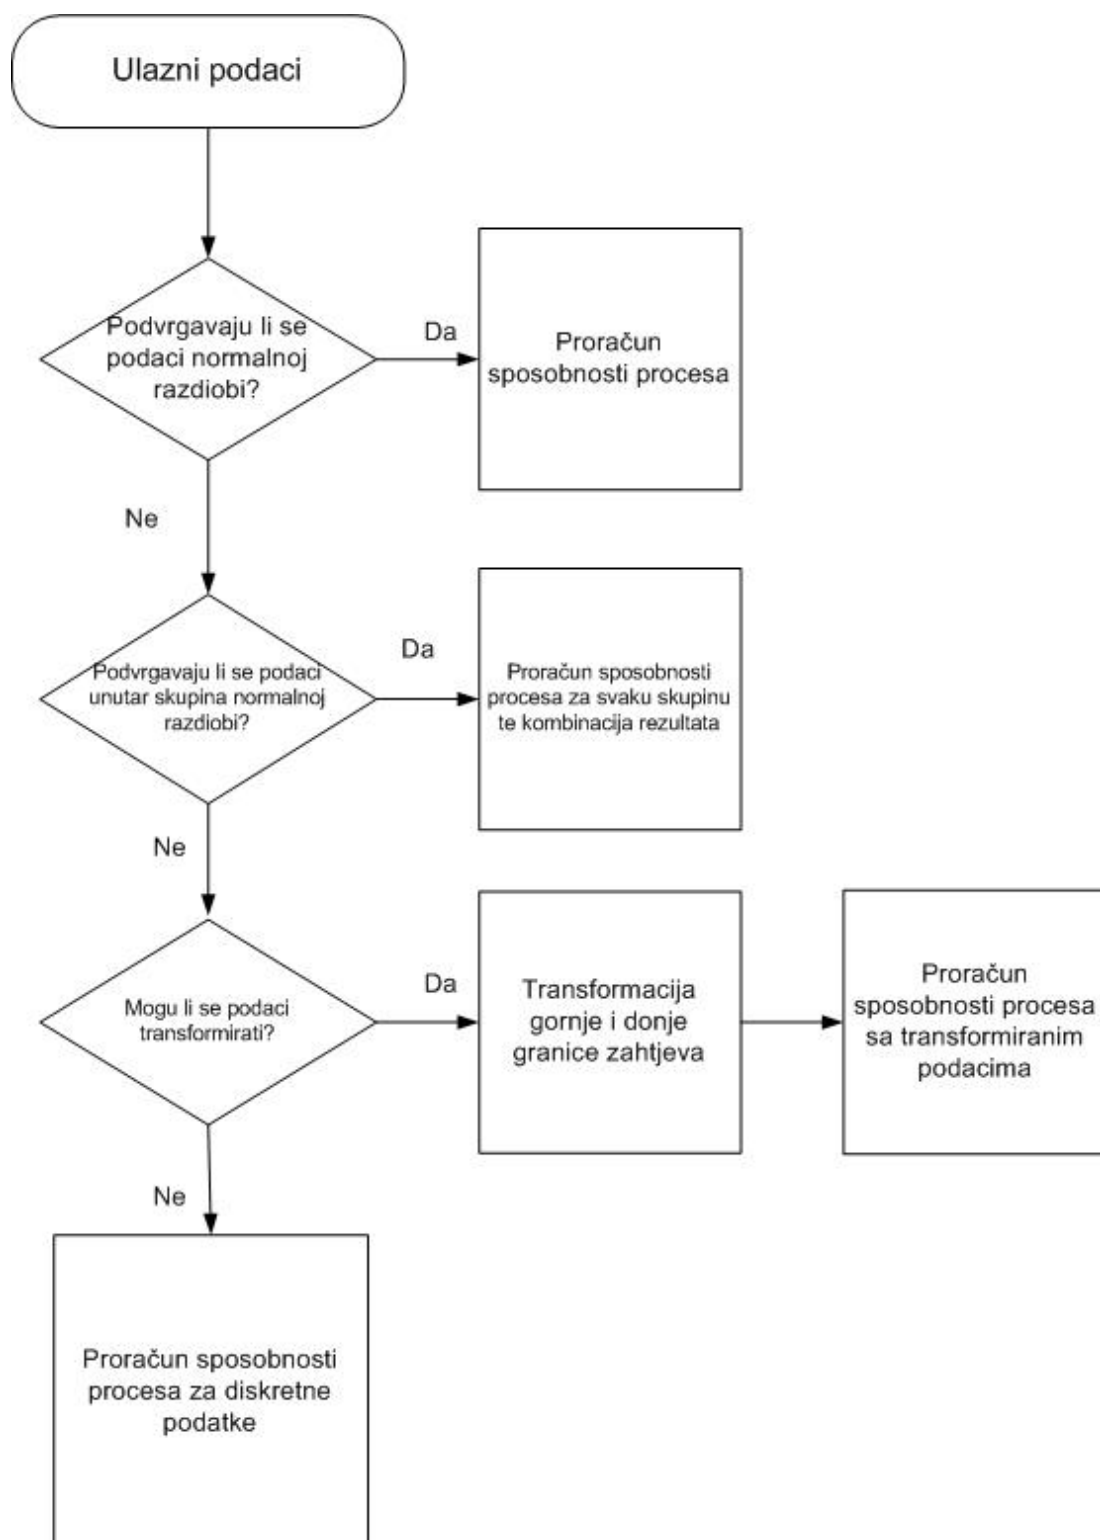 Ulazni podaci
Podvrgavaju li se
podaci normalnoj
razdiobi?
Da
Proračun
sposobnosti procesa
Ne
Podvrgavaju li se podaci
unutar skupina normalnoj
razdiobi?
Da
Proračun sposobnosti
procesa za svaku skupinu
te kombinacija rezultata
Ne
Mogu li se podaci
transformirati?
Da
Transformacija
gornje i donje
granice zahtjeva
Proračun
sposobnosti procesa
sa transformiranim
podacima
Ne
Proračun sposobnosti
procesa za diskretne
podatke